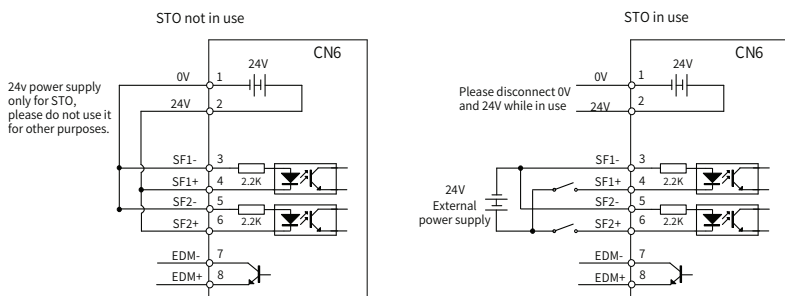 STO not in use
CN6
24V
0V
1
24V
2
24v power supply
only for STO,
please do not use it
for other purposes.
SF1-
3
2.2K
SF1+
4
SF2-
5
2.2K
SF2+
6
EDM-
7
EDM+
8
STO in use
CN6
24V
0V
1
24V
2
Please disconnect 0V
and 24V while in use
24V
External
power supply
SF1-
3
2.2K
SF1+
4
SF2-
5
2.2K
SF2+
6
EDM-
7
EDM+
8